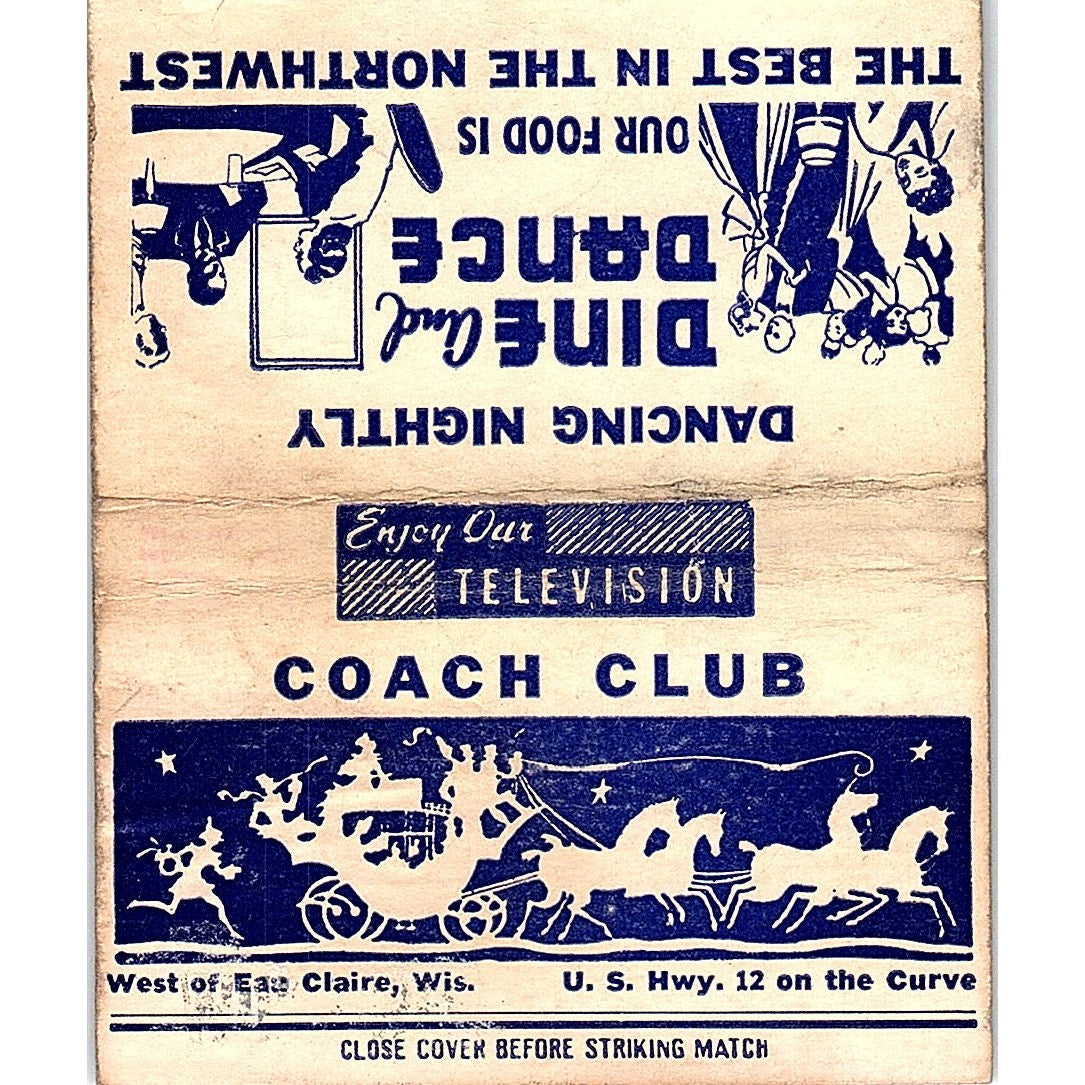 DANCING NIGHTLY
DINE and
DANCE
OUR FOOD IS
THE BEST IN THE NORTHWEST
Enjoy Our
TELEVISION
COACH CLUB
West of Eau Claire, Wis. U. S. Hwy. 12 on the Curve
CLOSE COVER BEFORE STRIKING MATCH